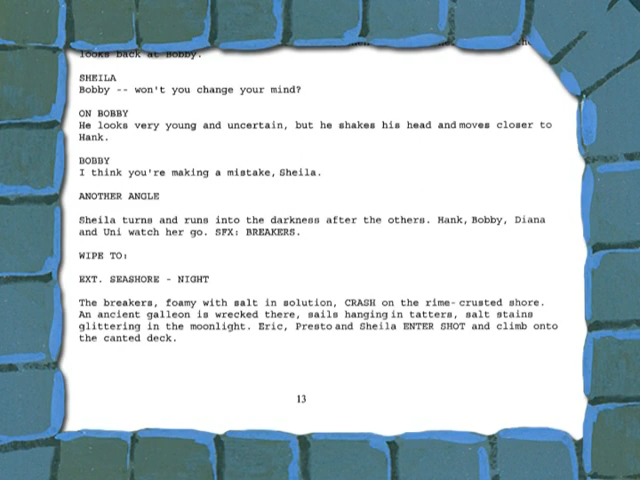 looks back at Bobby.
SHEILA
Bobby -- won't you change your mind?
ON BOBBY
He looks very young and uncertain, but he shakes his head and moves closer to
Hank.
BOBBY
I think you're making a mistake, Sheila.
ANOTHER ANGLE
Sheila turns and runs into the darkness after the others. Hank, Bobby, Diana
and Uni watch her go. SFX: BREAKERS.
WIPE TO:
EXT. SEASHORE - NIGHT
The breakers, foamy with salt in solution, CRASH on the rime-crusted shore.
An ancient galleon is wrecked there, sails hanging in tatters, salt stains
glittering in the moonlight. Eric, Presto and Sheila ENTER SHOT and climb onto
the canted deck.
13